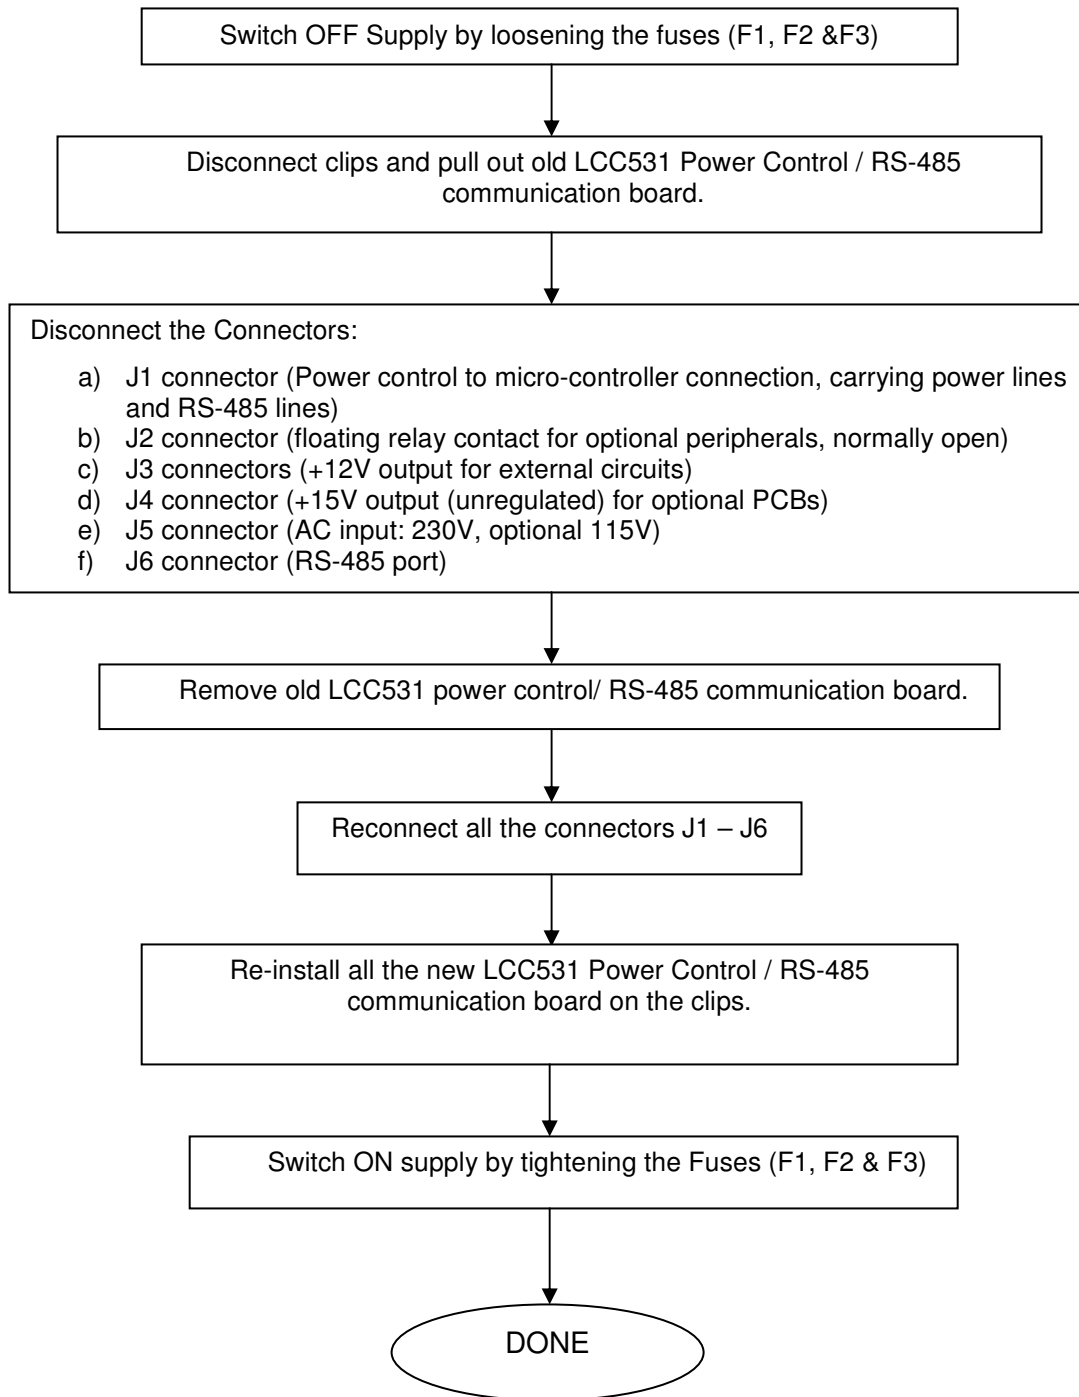 Switch OFF Supply by loosening the fuses (F1, F2 &F3)
Disconnect clips and pull out old LCC531 Power Control / RS-485
communication board.
Disconnect the Connectors:
a) J1 connector (Power control to micro-controller connection, carrying power lines
and RS-485 lines)
b) J2 connector (floating relay contact for optional peripherals, normally open)
c) J3 connectors (+12V output for external circuits)
d) J4 connector (+15V output (unregulated) for optional PCBs)
e) J5 connector (AC input: 230V, optional 115V)
f) J6 connector (RS-485 port)
Remove old LCC531 power control/ RS-485 communication board.
Reconnect all the connectors J1 – J6
Re-install all the new LCC531 Power Control / RS-485
communication board on the clips.
Switch ON supply by tightening the Fuses (F1, F2 & F3)
DONE